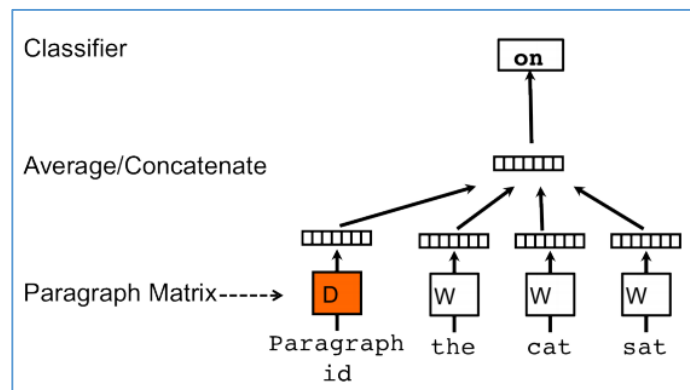 Classifier
on
Average/Concatenate
Paragraph Matrix
D
W
W
W
Paragraph
id
the
cat
sat